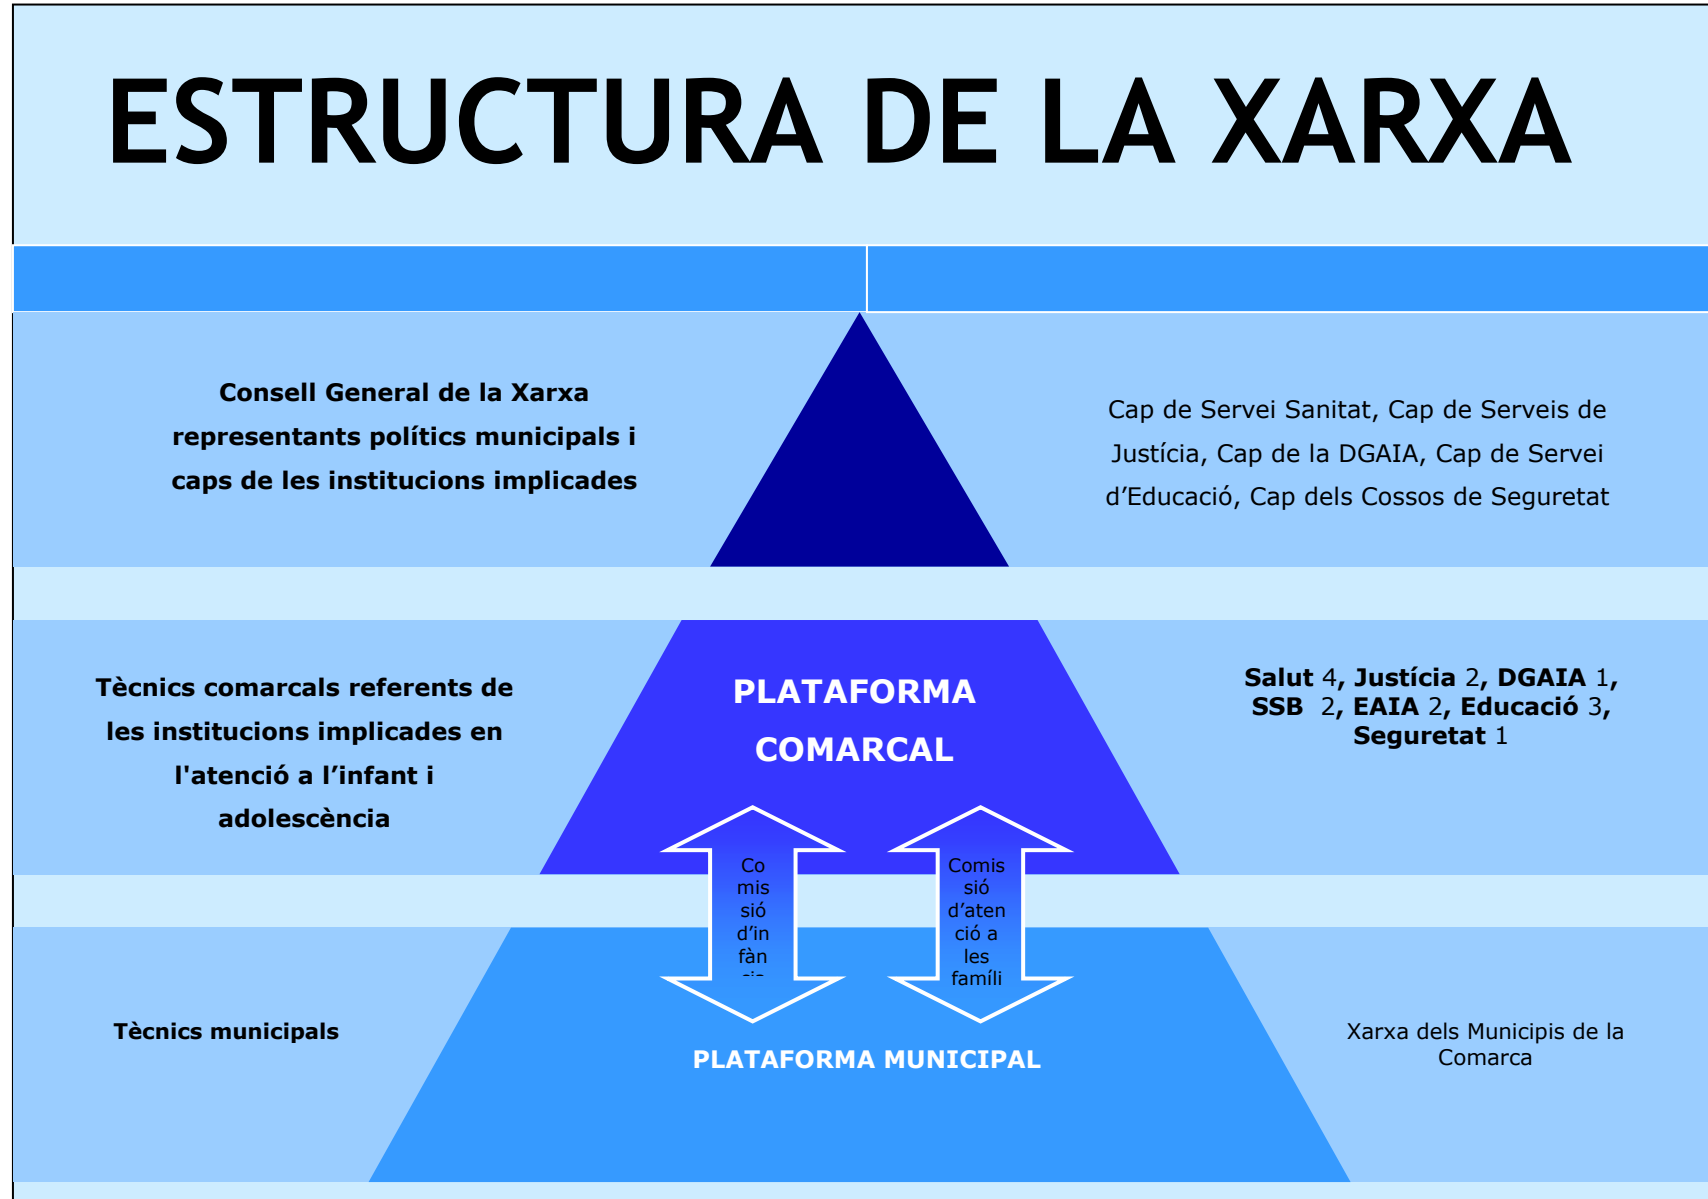 ESTRUCTURA DE LA XARXA
Consell General de la Xarxa
representants polítics municipals i
caps de les institucions implicades
Cap de Servei Sanitat, Cap de Serveis de
Justícia, Cap de la DGAIA, Cap de Servei
d’Educació, Cap dels Cossos de Seguretat
Tècnics comarcals referents de
les institucions implicades en
l'atenció a l’infant i
adolescència
PLATAFORMA
COMARCAL
Salut 4, Justícia 2, DGAIA 1,
SSB 2, EAIA 2, Educació 3,
Seguretat 1
Co
mis
sió
d’in
fàn
Comis
sió
d’aten
ció a
les
famíli
Tècnics municipals
PLATAFORMA MUNICIPAL
Xarxa dels Municipis de la
Comarca